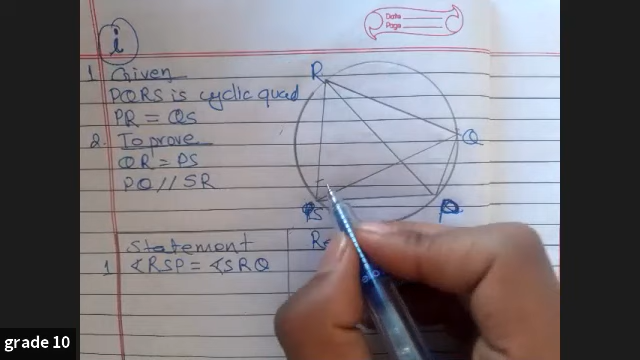 i
Date
Page
1 Given
PQRS is cyclic quad
PR = QS
2. To prove
QR = PS
PQ // SR
R
Q
S
P
Statement
1 ∢RSP = ∢SRQ
grade 10